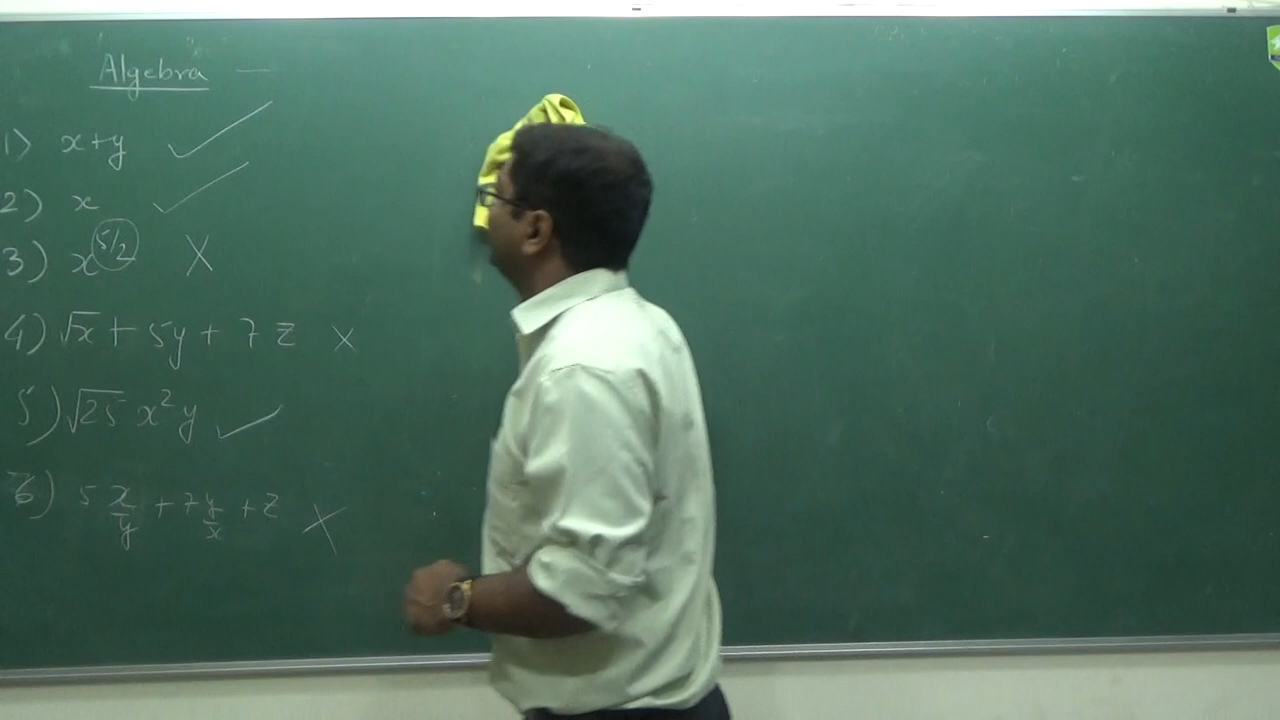 Algebra —
1) x+y ✓
2) x ✓
3) x^(5/2) X
4) √x + 5y + 7z x
5) √25 x²y ✓
6) 5 x/y + 7 y/x + z X